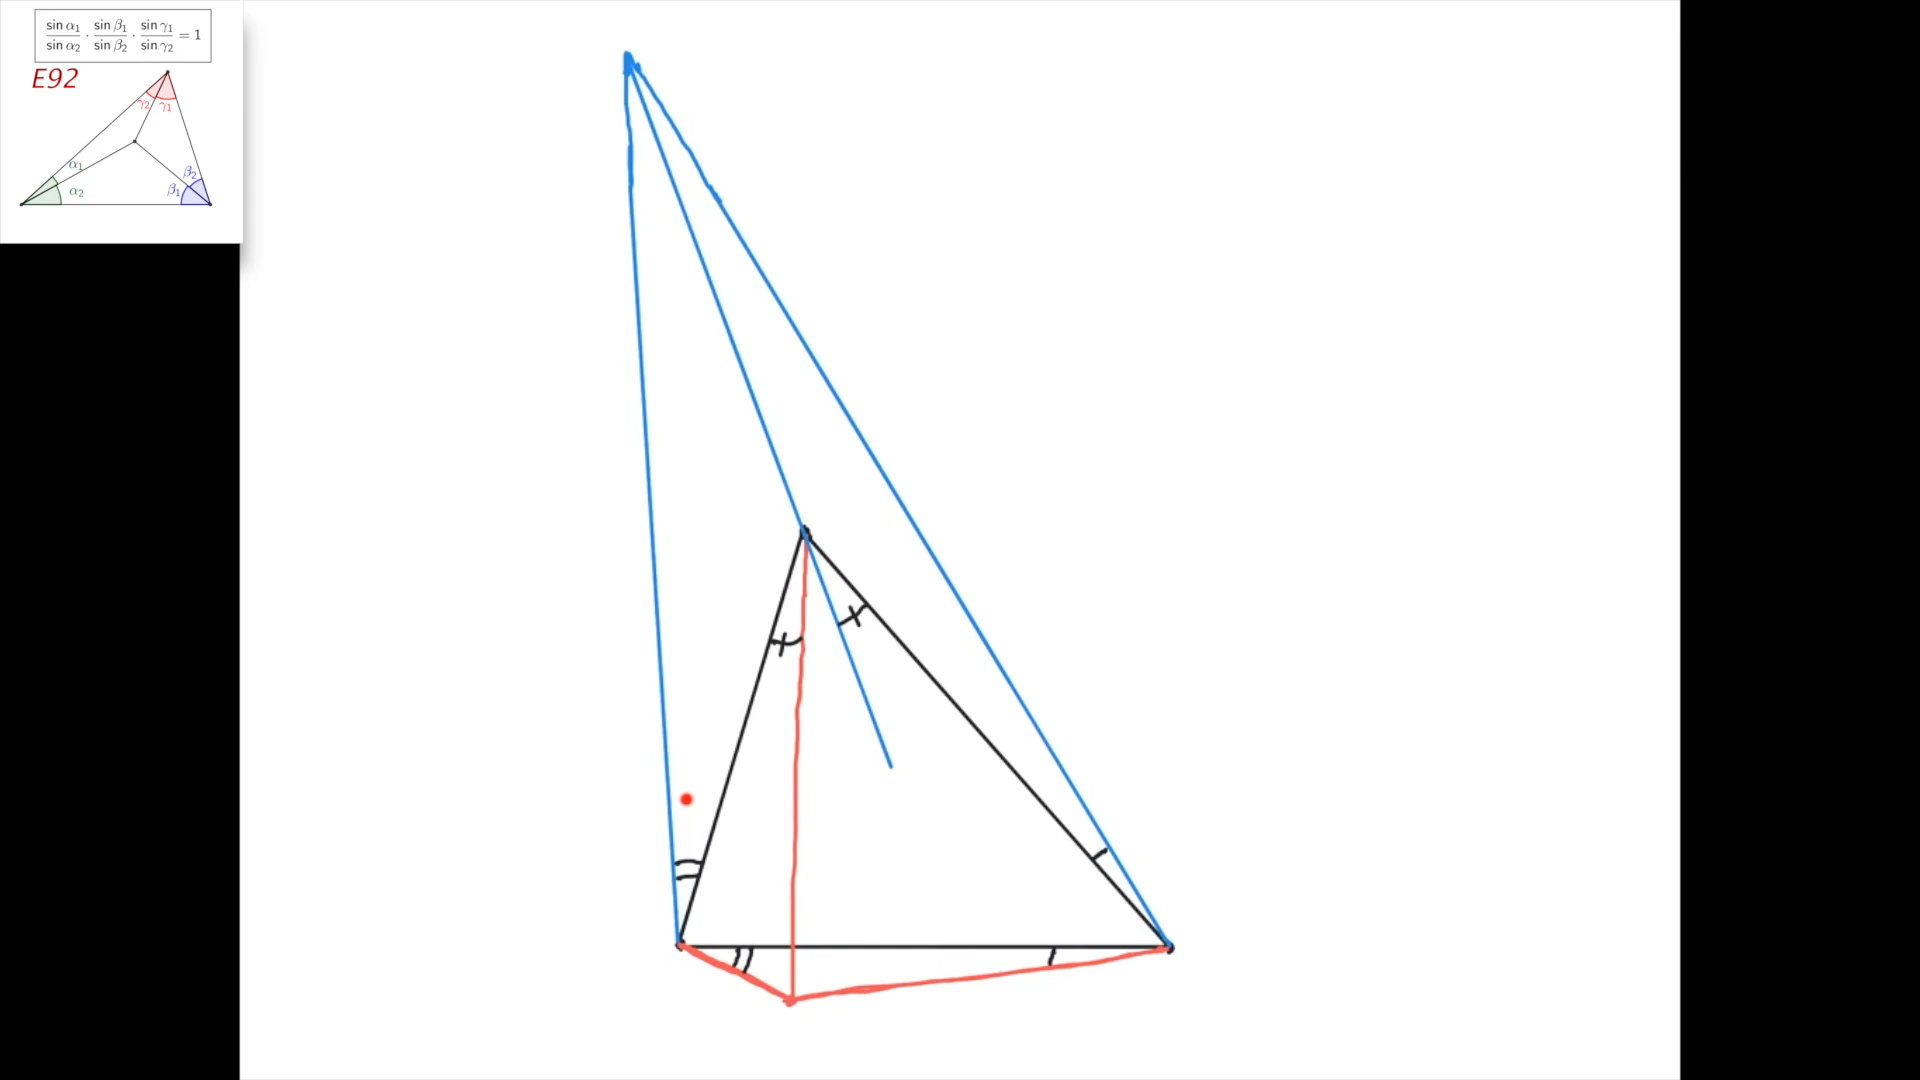 sin α₁ / sin α₂ · sin β₁ / sin β₂ · sin γ₁ / sin γ₂ = 1
E92
γ₂ γ₁
α₁
β₂
α₂
β₁